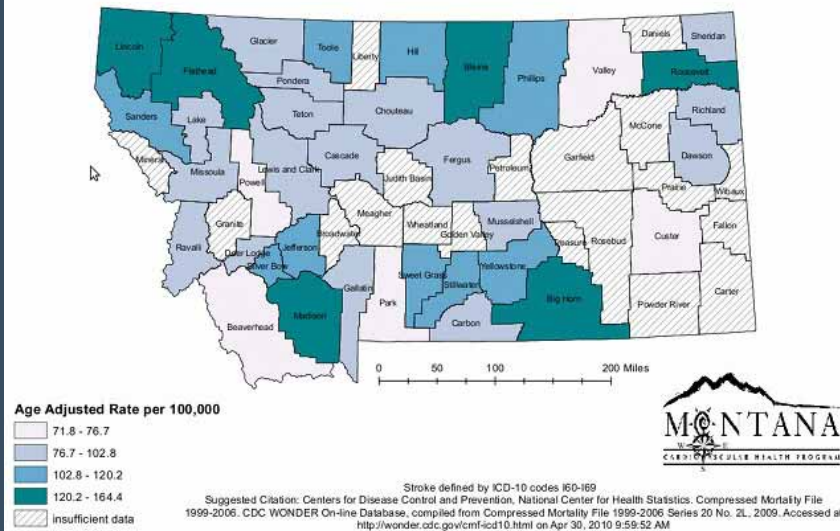 Glacier
Toole
Hill
Liberty
Daniels
Sheridan
Lincoln
Flathead
Blaine
Phillips
Valley
Roosevelt
Pondera
Teton
Chouteau
Richland
McCone
Sanders
Lake
Cascade
Fergus
Petroleum
Garfield
Dawson
Mineral
Missoula
Powell
Lewis and Clark
Judith Basin
Prairie
Wibaux
Granite
Meagher
Wheatland
Golden Valley
Musselshell
Treasure
Rosebud
Custer
Fallon
Ravalli
Deer Lodge
Silver Bow
Jefferson
Broadwater
Gallatin
Park
Sweet Grass
Stillwater
Yellowstone
Big Horn
Powder River
Carter
Beaverhead
Madison
Carbon
0 50 100 200 Miles
Age Adjusted Rate per 100,000
71.8 - 76.7
76.7 - 102.8
102.8 - 120.2
120.2 - 164.4
insufficient data
MONTANA
W E
S
CARDIOVASCULAR HEALTH PROGRAM
Stroke defined by ICD-10 codes I60-I69
Suggested Citation: Centers for Disease Control and Prevention, National Center for Health Statistics. Compressed Mortality File
1999-2006. CDC WONDER On-line Database, compiled from Compressed Mortality File 1999-2006 Series 20 No. 2L, 2009. Accessed a
http://wonder.cdc.gov/cmf-icd10.html on Apr 30, 2010 9:59:52 AM